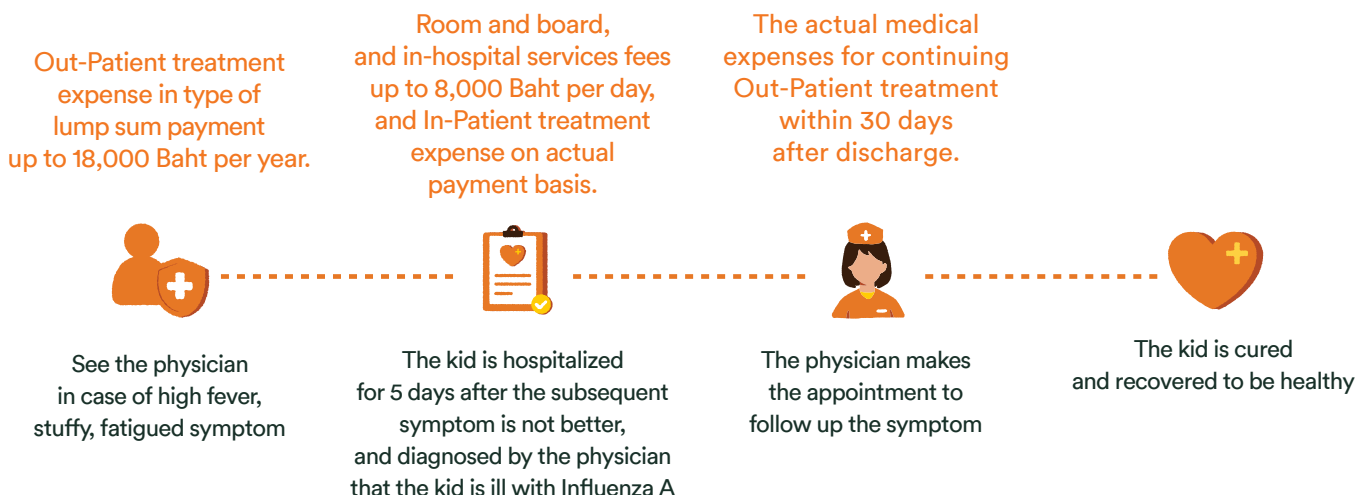 Out-Patient treatment
expense in type of
lump sum payment
up to 18,000 Baht per year.
Room and board,
and in-hospital services fees
up to 8,000 Baht per day,
and In-Patient treatment
expense on actual
payment basis.
The actual medical
expenses for continuing
Out-Patient treatment
within 30 days
after discharge.
See the physician
in case of high fever,
stuffy, fatigued symptom
The kid is hospitalized
for 5 days after the subsequent
symptom is not better,
and diagnosed by the physician
that the kid is ill with Influenza A
The physician makes
the appointment to
follow up the symptom
The kid is cured
and recovered to be healthy